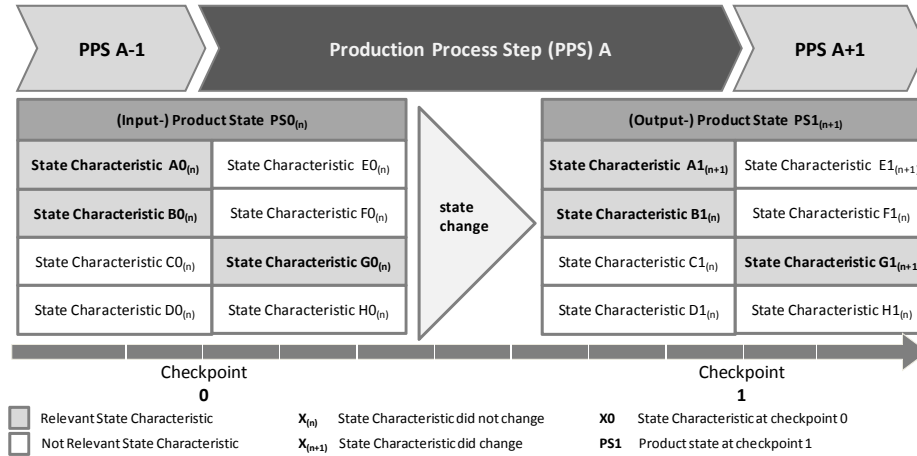 PPS A-1
Production Process Step (PPS) A
PPS A+1
(Input-) Product State PS0(n)
State Characteristic A0(n)
State Characteristic E0(n)
State Characteristic B0(n)
State Characteristic F0(n)
State Characteristic C0(n)
State Characteristic G0(n)
State Characteristic D0(n)
State Characteristic H0(n)
state
change
(Output-) Product State PS1(n+1)
State Characteristic A1(n+1)
State Characteristic E1(n+1)
State Characteristic B1(n)
State Characteristic F1(n)
State Characteristic C1(n)
State Characteristic G1(n+1
State Characteristic D1(n)
State Characteristic H1(n)
Checkpoint
0
Checkpoint
1
Relevant State Characteristic
Not Relevant State Characteristic
X(n) State Characteristic did not change
X(n+1) State Characteristic did change
X0 State Characteristic at checkpoint 0
PS1 Product state at checkpoint 1